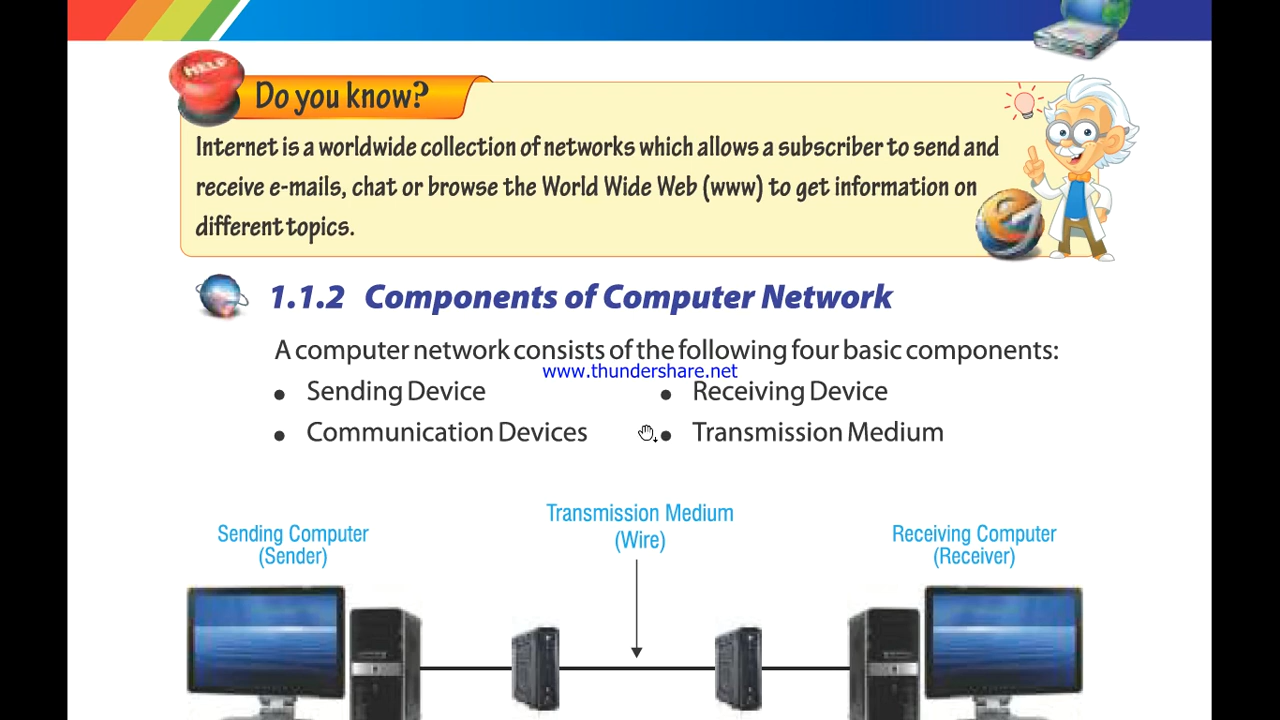 HELP
Do you know?
Internet is a worldwide collection of networks which allows a subscriber to send and
receive e-mails, chat or browse the World Wide Web (www) to get information on
different topics.
1.1.2 Components of Computer Network
A computer network consists of the following four basic components:
www.thundershare.net
• Sending Device • Receiving Device
• Communication Devices • Transmission Medium
Transmission Medium
(Wire)
Sending Computer
(Sender)
Receiving Computer
(Receiver)